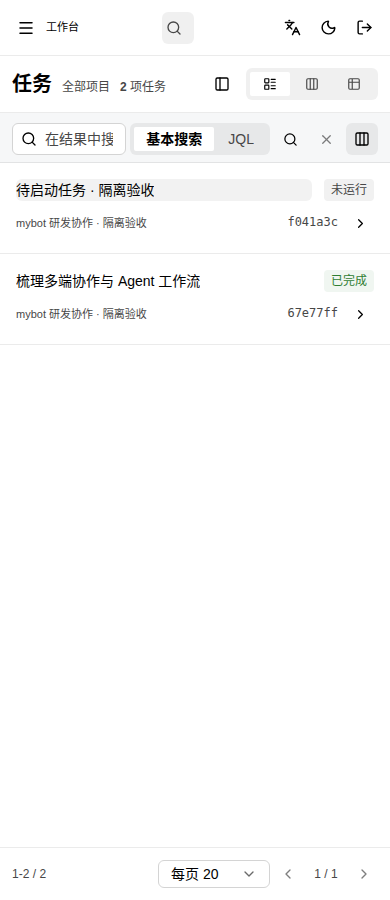 工作台
任务 全部项目 2 项任务
在结果中搜 基本搜索 JQL
待启动任务 · 隔离验收 未运行
mybot 研发协作 · 隔离验收 f041a3c
梳理多端协作与 Agent 工作流 已完成
mybot 研发协作 · 隔离验收 67e77ff
1-2 / 2 每页 20 1 / 1